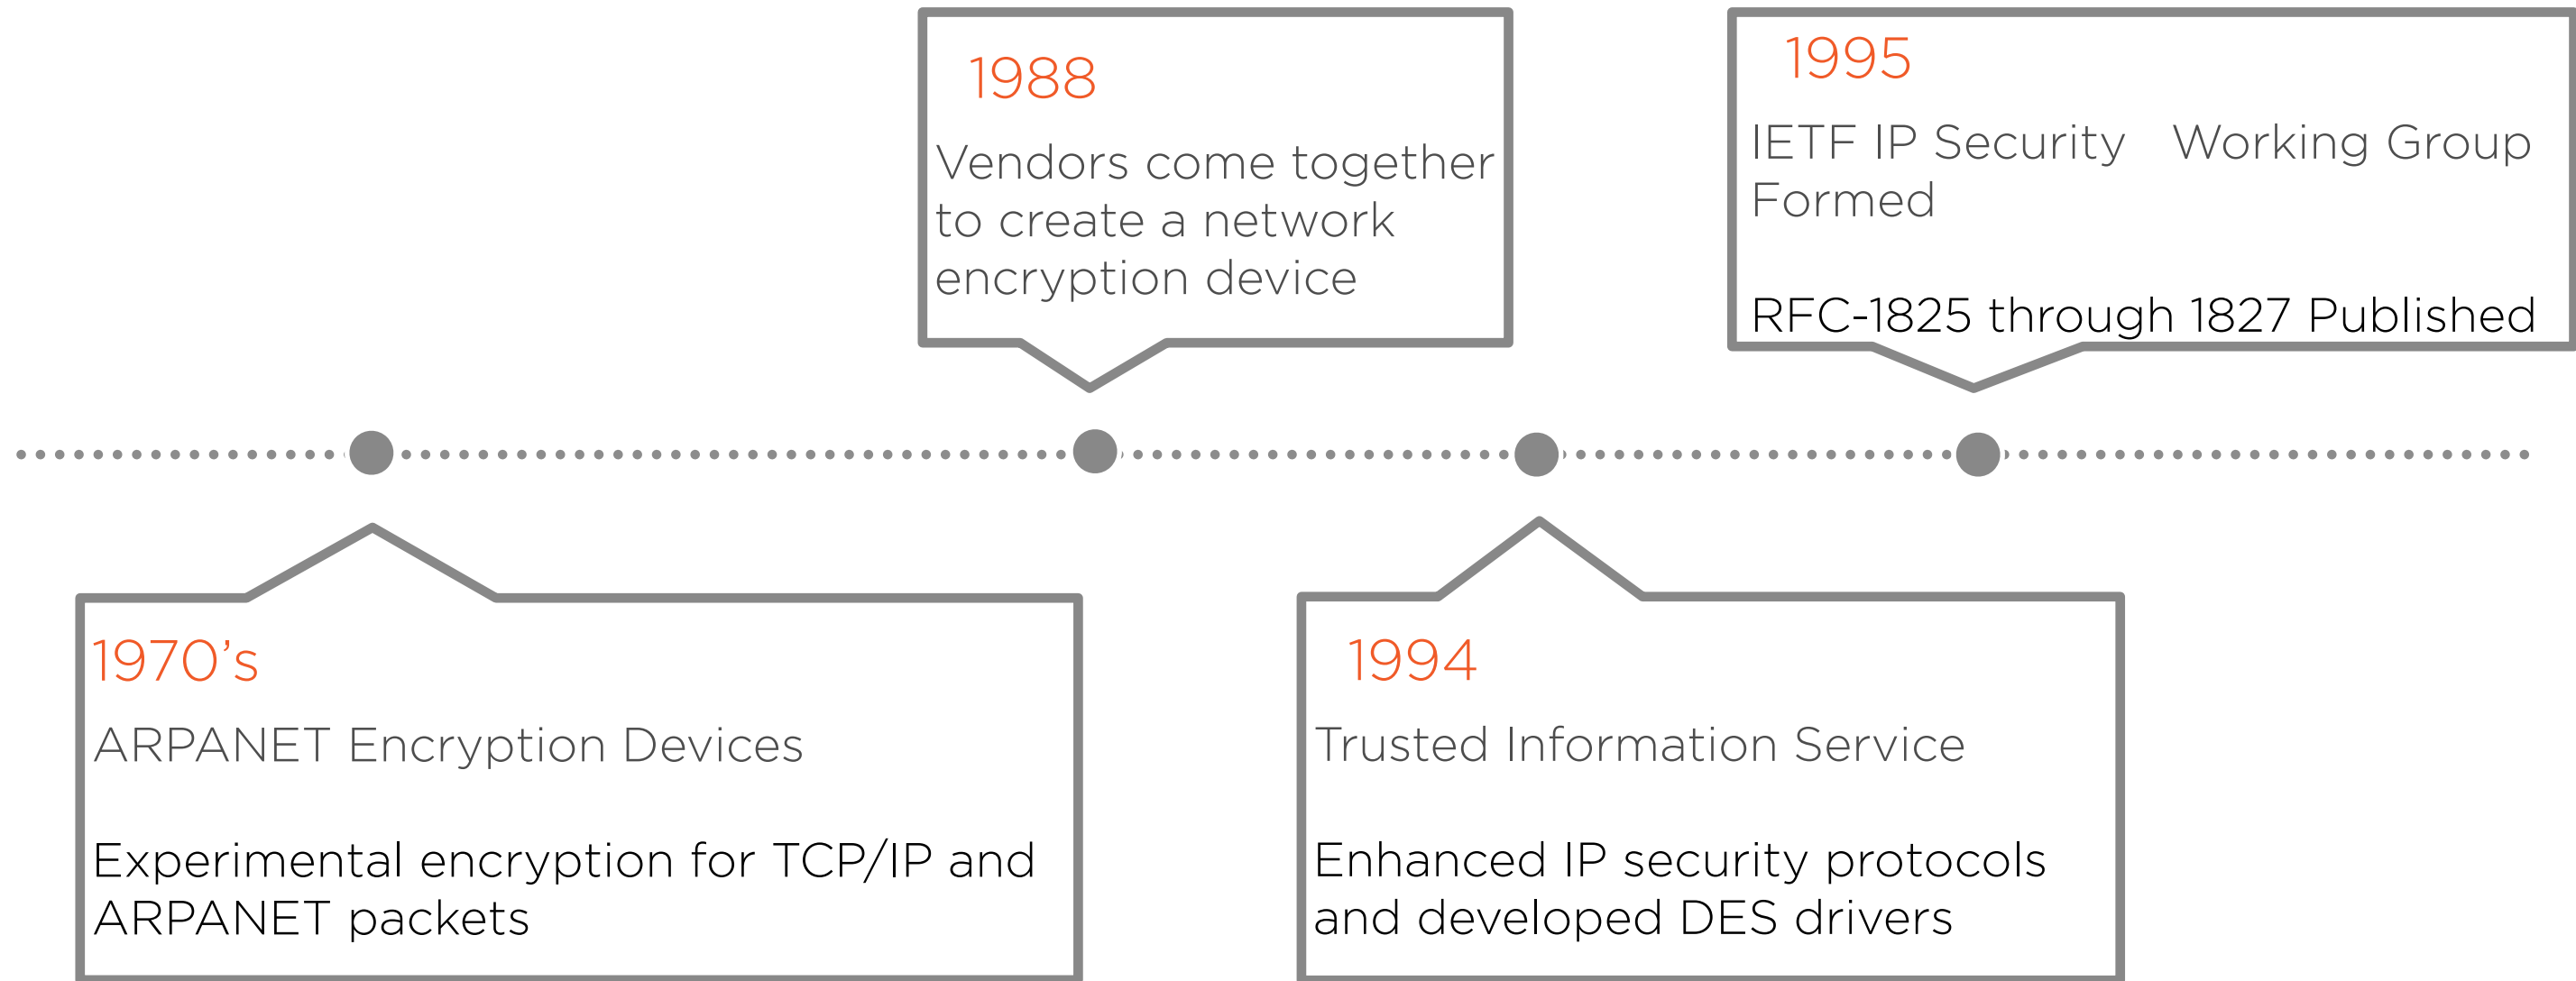 1970’s
ARPANET Encryption Devices
Experimental encryption for TCP/IP and
ARPANET packets
1988
Vendors come together
to create a network
encryption device
1994
Trusted Information Service
Enhanced IP security protocols
and developed DES drivers
1995
IETF IP Security   Working Group
Formed
RFC-1825 through 1827 Published